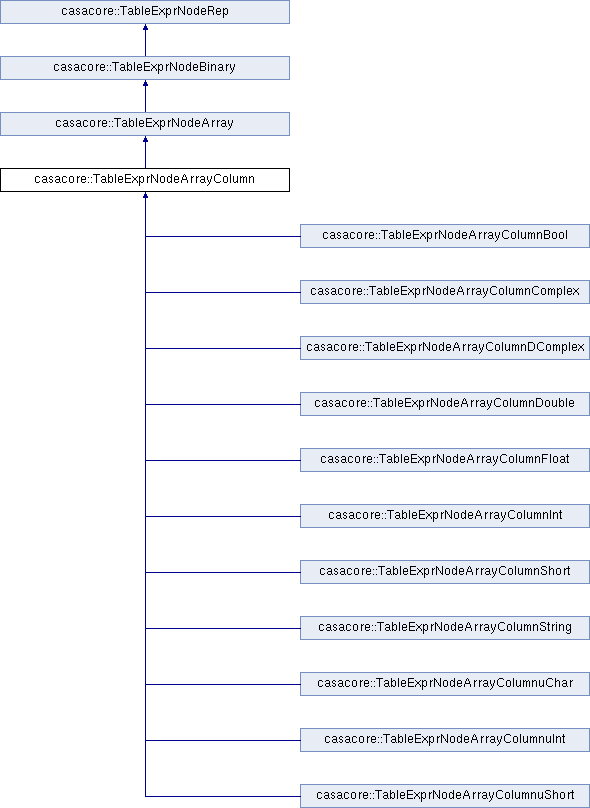 casacore::TableExprNodeRep
casacore::TableExprNodeBinary
casacore::TableExprNodeArray
casacore::TableExprNodeArrayColumn
casacore::TableExprNodeArrayColumnBool
casacore::TableExprNodeArrayColumnComplex
casacore::TableExprNodeArrayColumnDComplex
casacore::TableExprNodeArrayColumnDouble
casacore::TableExprNodeArrayColumnFloat
casacore::TableExprNodeArrayColumnInt
casacore::TableExprNodeArrayColumnShort
casacore::TableExprNodeArrayColumnString
casacore::TableExprNodeArrayColumnuChar
casacore::TableExprNodeArrayColumnuInt
casacore::TableExprNodeArrayColumnuShort